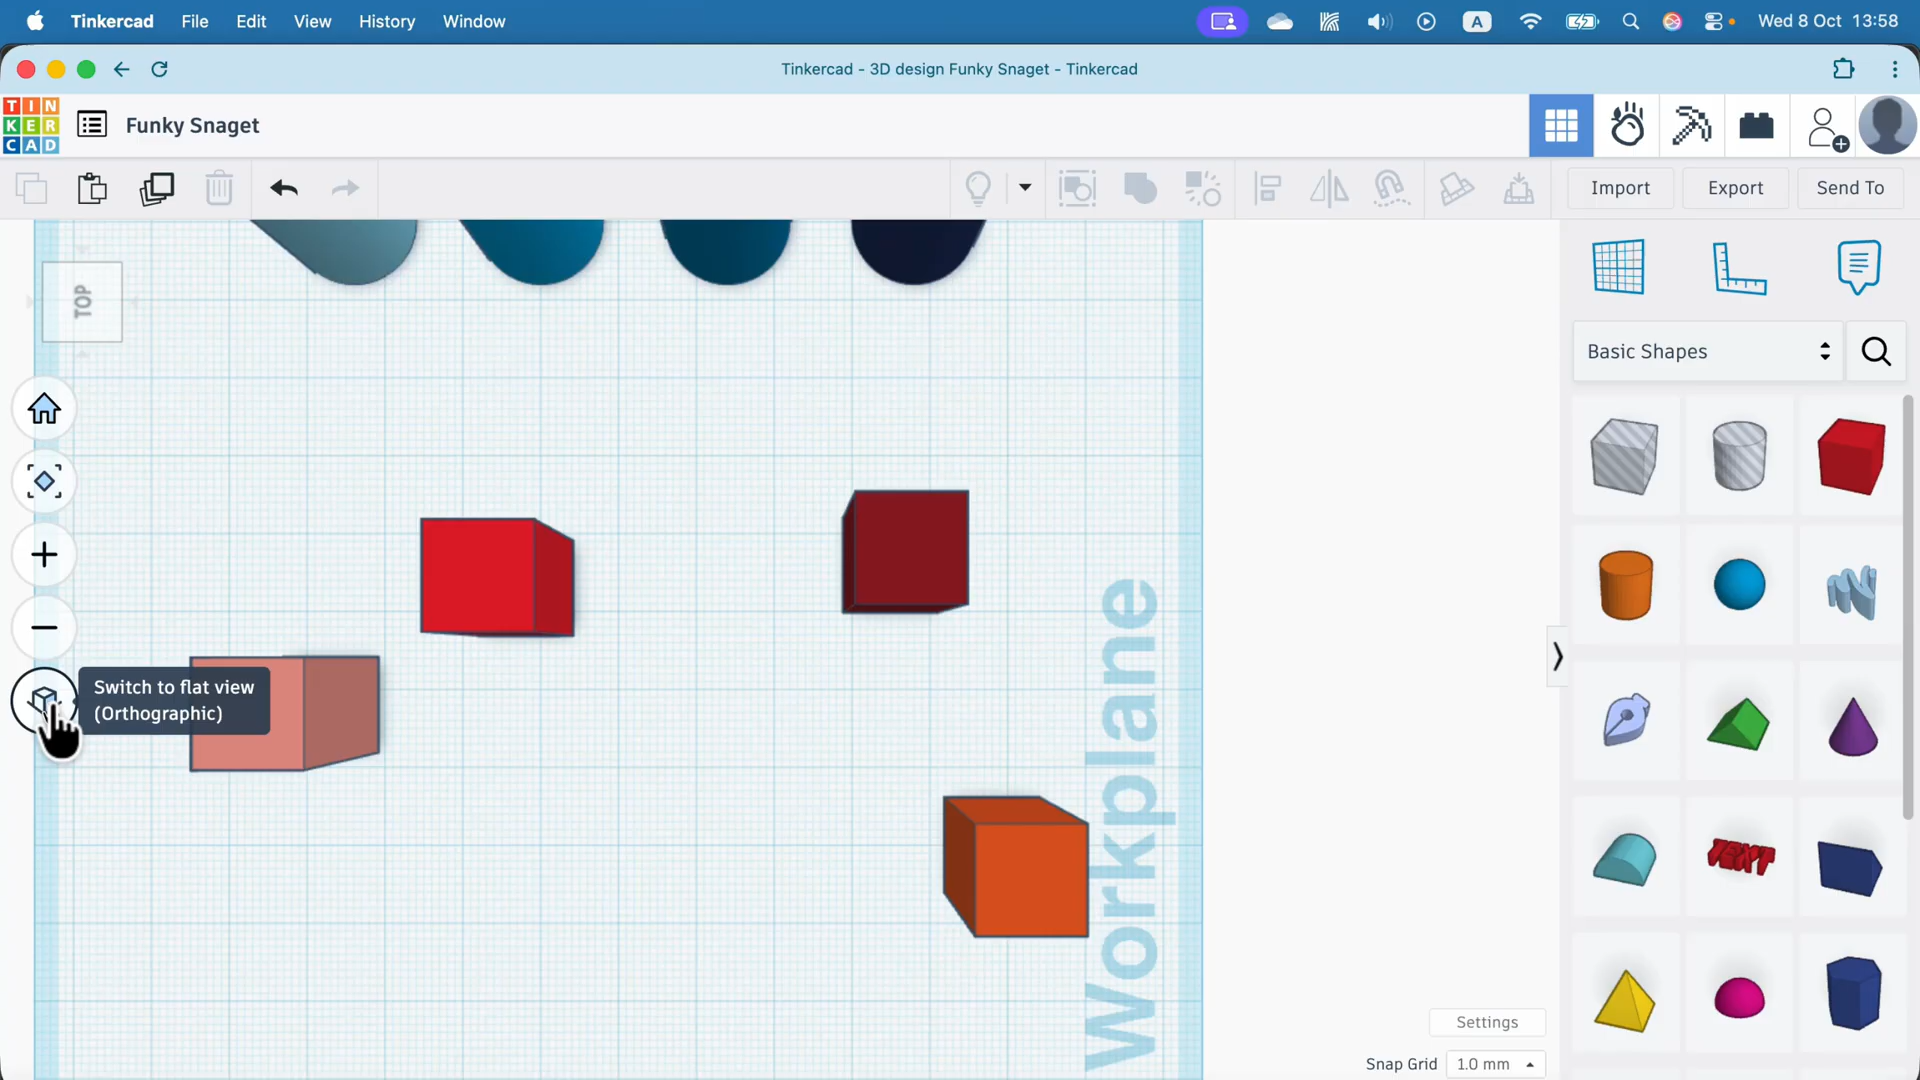 Tinkercad File Edit View History Window
A
Wed 8 Oct 13:58
Tinkercad - 3D design Funky Snaget - Tinkercad
TIN
KER
CAD
Funky Snaget
Import
Export
Send To
TOP
Basic Shapes
Switch to flat view
(Orthographic)
Workplane
TEXT
Settings
Snap Grid 1.0 mm